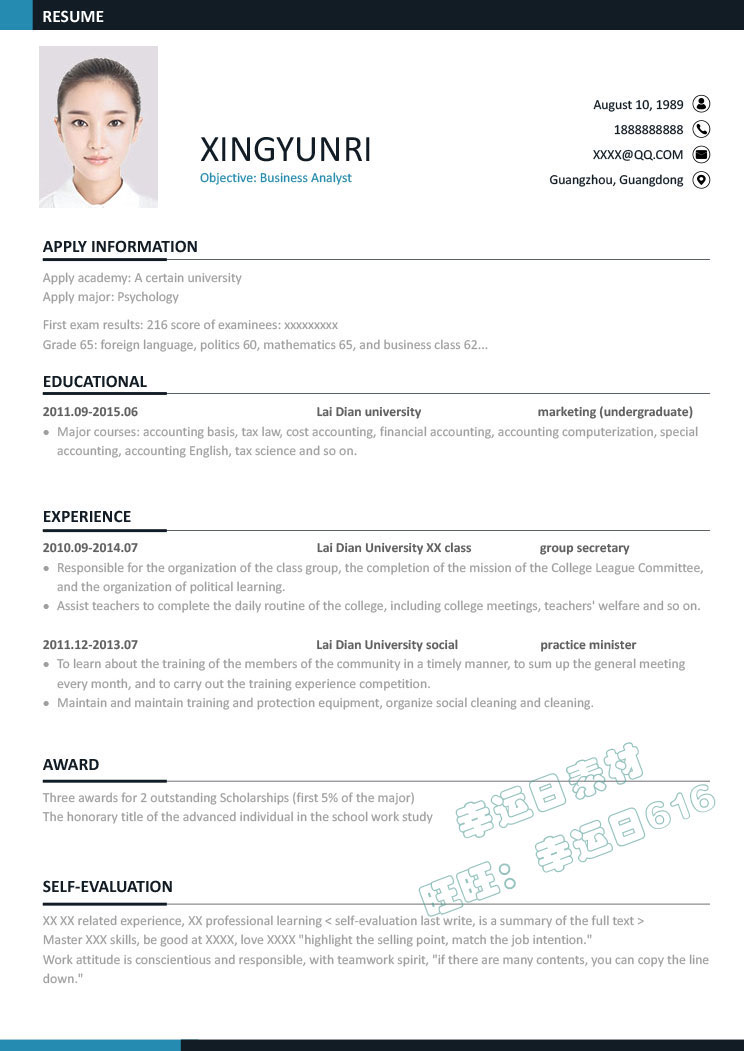 RESUME
August 10, 1989
1888888888
XINGYUNRI
XXXX@QQ.COM
Objective: Business Analyst
Guangzhou, Guangdong
APPLY INFORMATION
Apply academy: A certain university
Apply major: Psychology
First exam results: 216 score of examinees: xxxxxxxxx
Grade 65: foreign language, politics 60, mathematics 65, and business class 62...
EDUCATIONAL
2011.09-2015.06 Lai Dian university marketing (undergraduate)
● Major courses: accounting basis, tax law, cost accounting, financial accounting, accounting computerization, special
accounting, accounting English, tax science and so on.
EXPERIENCE
2010.09-2014.07 Lai Dian University XX class group secretary
● Responsible for the organization of the class group, the completion of the mission of the College League Committee,
and the organization of political learning.
● Assist teachers to complete the daily routine of the college, including college meetings, teachers' welfare and so on.
2011.12-2013.07 Lai Dian University social practice minister
● To learn about the training of the members of the community in a timely manner, to sum up the general meeting
every month, and to carry out the training experience competition.
● Maintain and maintain training and protection equipment, organize social cleaning and cleaning.
AWARD
Three awards for 2 outstanding Scholarships (first 5% of the major)
The honorary title of the advanced individual in the school work study
幸运日素材
旺旺：幸运日616
SELF-EVALUATION
XX XX related experience, XX professional learning < self-evaluation last write, is a summary of the full text >
Master XXX skills, be good at XXXX, love XXXX "highlight the selling point, match the job intention."
Work attitude is conscientious and responsible, with teamwork spirit, "if there are many contents, you can copy the line
down."